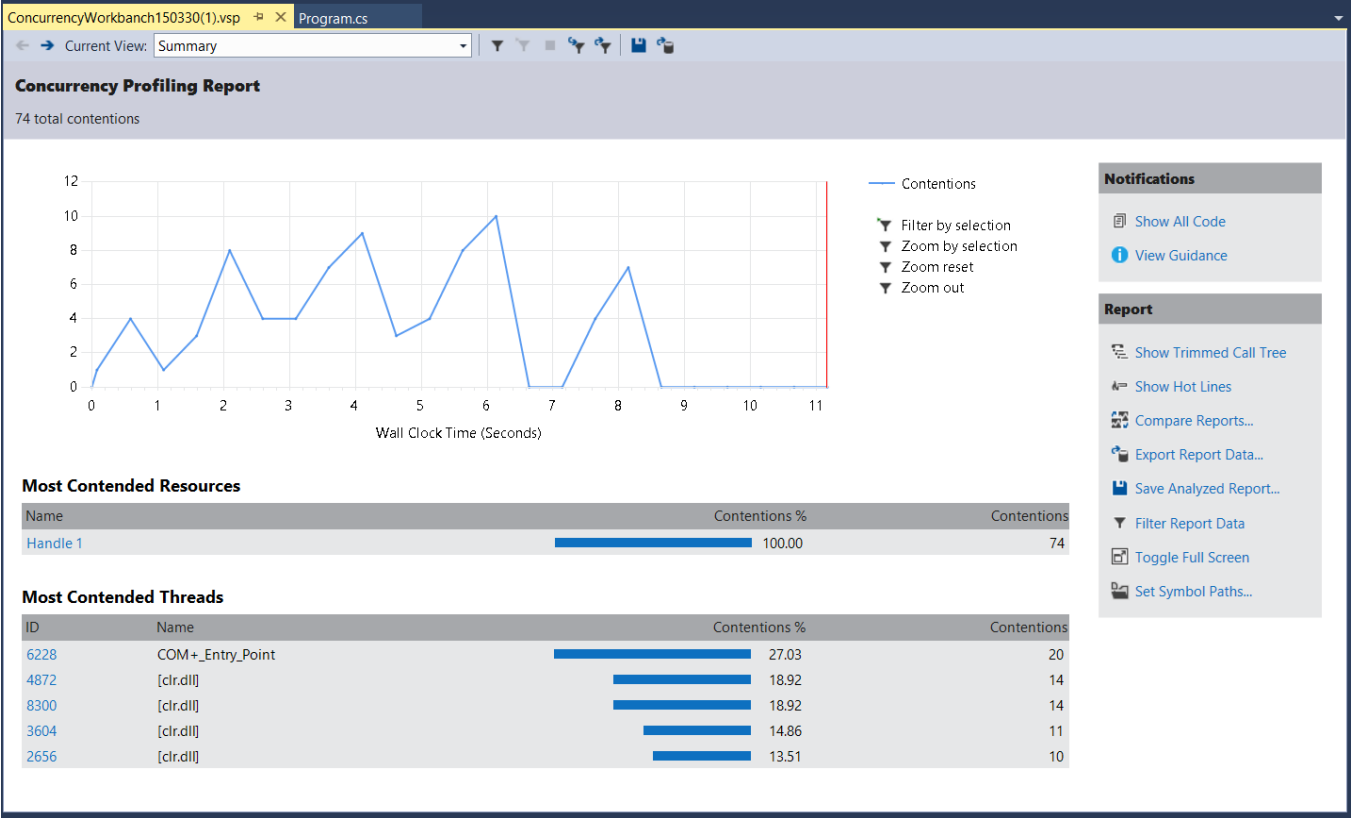 ConcurrencyWorkbanch150330(1).vsp Program.cs
Current View: Summary
Concurrency Profiling Report
74 total contentions
12
10
8
6
4
2
0
0 1 2 3 4 5 6 7 8 9 10 11
Wall Clock Time (Seconds)
Contentions
Filter by selection
Zoom by selection
Zoom reset
Zoom out
Most Contended Resources
Name Contentions % Contentions
Handle 1 100.00 74
Most Contended Threads
ID Name Contentions % Contentions
6228 COM+_Entry_Point 27.03 20
4872 [clr.dll] 18.92 14
8300 [clr.dll] 18.92 14
3604 [clr.dll] 14.86 11
2656 [clr.dll] 13.51 10
Notifications
Show All Code
View Guidance
Report
Show Trimmed Call Tree
Show Hot Lines
Compare Reports...
Export Report Data...
Save Analyzed Report...
Filter Report Data
Toggle Full Screen
Set Symbol Paths...